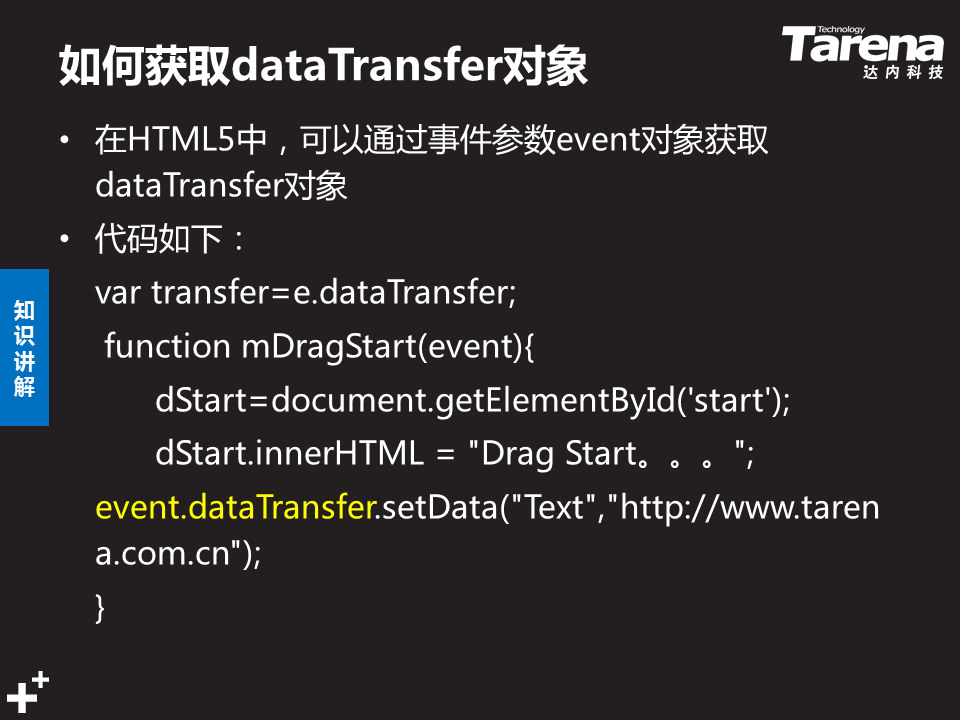 如何获取dataTransfer对象
Technology
Tarena
达内科技
• 在HTML5中，可以通过事件参数event对象获取
dataTransfer对象
• 代码如下：
var transfer=e.dataTransfer;
function mDragStart(event){
dStart=document.getElementById('start');
dStart.innerHTML = "Drag Start。。。";
event.dataTransfer.setData("Text","http://www.taren
a.com.cn");
}
知
识
讲
解